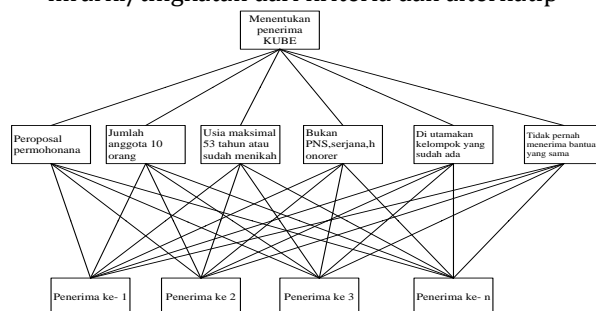 hirarki/tingkatan dari kriteria dan alternatip
Menentukan
penerima
KUBE
Peroposal
permohonana
Jumlah
anggota 10
orang
Usia maksimal
53 tahun atau
sudah menikah
Bukan
PNS,serjana,h
onorer
Di utamakan
kelompok yang
sudah ada
Tidak pernah
menerima bantua
yang sama
Penerima ke- 1
Penerima ke 2
Penerima ke 3
Penerima ke- n